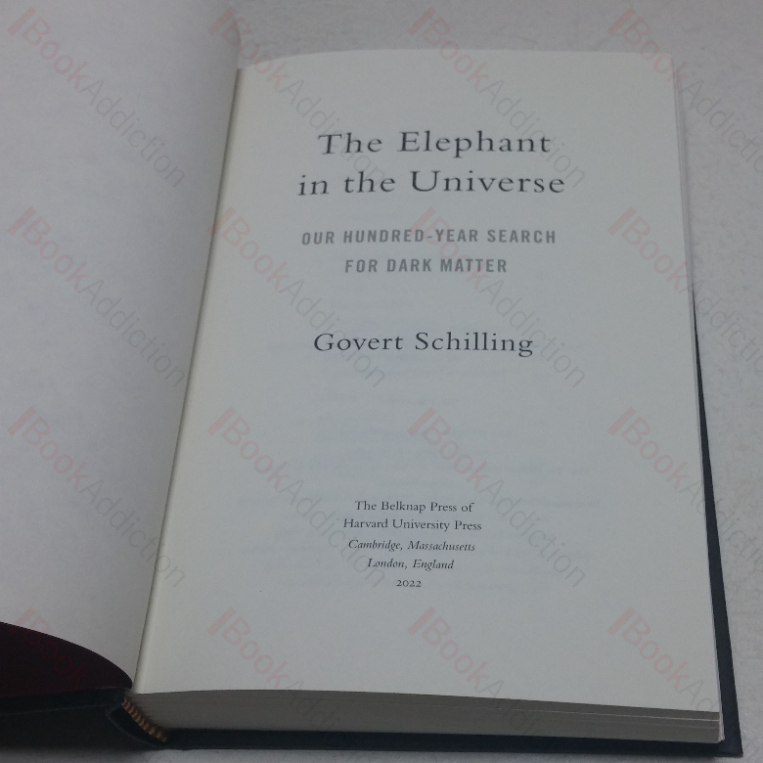 The Elephant
in the Universe
OUR HUNDRED-YEAR SEARCH
FOR DARK MATTER
Govert Schilling
The Belknap Press of
Harvard University Press
Cambridge, Massachusetts
London, England
2022
BookAddiction